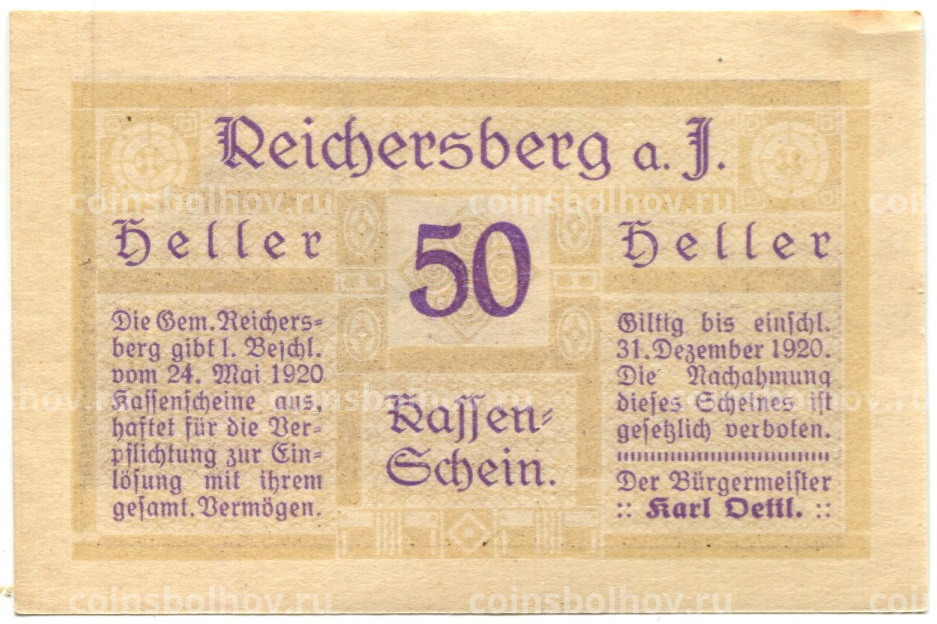 Reichersberg a. J.
Heller 50 Heller
Die Gem. Reichers-
berg gibt l. Beschl.
vom 24. Mai 1920
Kassenscheine aus,
haftet für die Ver-
pflichtung zur Ein-
lösung mit ihrem
gesamt. Vermögen.
Kassen-
Schein.
Giltig bis einschl.
31. Dezember 1920.
Die Nachahmung
dieses Scheines ist
gesetzlich verboten.
Der Bürgermeister
:: Karl Oettl. ::
coinsbolhov.ru